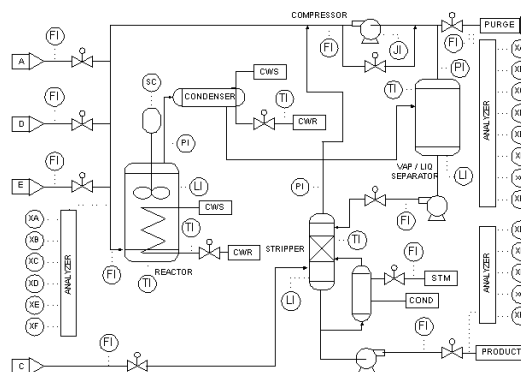 COMPRESSOR
FI
FI
JI
FI
PURGE
A
SC
CONDENSER
CWS
TI
CWR
TI
PI
ANALYZER
FI
D
PI
VAP / LIQ
SEPARATOR
LI
FI
E
LI
PI
FI
XA
XB
XC
XD
XE
XF
ANALYZER
CWS
TI
CWR
FI
TI
REACTOR
STRIPPER
TI
LI
FI
STM
COND
ANALYZER
FI
C
FI
PRODUCT